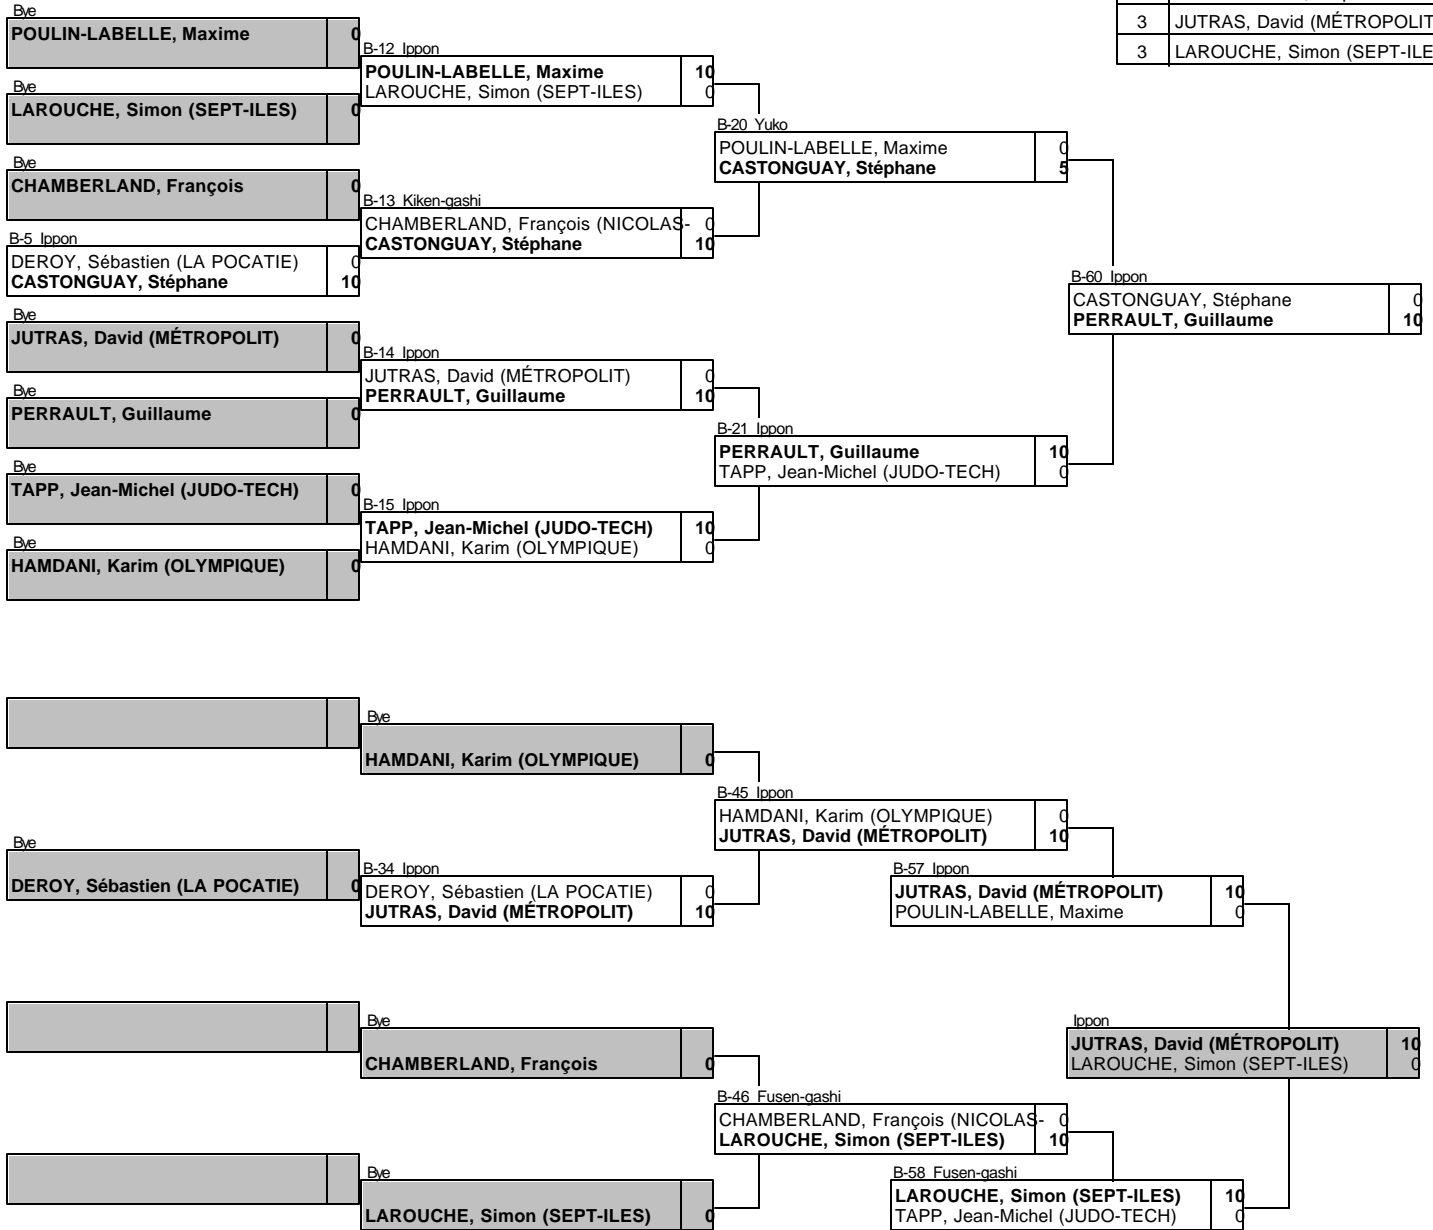 Bye
POULIN-LABELLE, Maxime 0
3 JUTRAS, David (MÉTROPOLIT
3 LAROUCHE, Simon (SEPT-ILE
B-12 Ippon
POULIN-LABELLE, Maxime 10
LAROUCHE, Simon (SEPT-ILES) 0
Bye
LAROUCHE, Simon (SEPT-ILES) 0
B-20 Yuko
POULIN-LABELLE, Maxime 0
CASTONGUAY, Stéphane 5
Bye
CHAMBERLAND, François 0
B-13 Kiken-gashi
CHAMBERLAND, François (NICOLAS- 0
CASTONGUAY, Stéphane 10
B-5 Ippon
DEROY, Sébastien (LA POCATIE) 0
CASTONGUAY, Stéphane 10
B-60 Ippon
CASTONGUAY, Stéphane 0
PERRAULT, Guillaume 10
Bye
JUTRAS, David (MÉTROPOLIT) 0
B-14 Ippon
JUTRAS, David (MÉTROPOLIT) 0
PERRAULT, Guillaume 10
Bye
PERRAULT, Guillaume 0
B-21 Ippon
PERRAULT, Guillaume 10
TAPP, Jean-Michel (JUDO-TECH) 0
Bye
TAPP, Jean-Michel (JUDO-TECH) 0
B-15 Ippon
TAPP, Jean-Michel (JUDO-TECH) 10
HAMDANI, Karim (OLYMPIQUE) 0
Bye
HAMDANI, Karim (OLYMPIQUE) 0
Bye
HAMDANI, Karim (OLYMPIQUE) 0
B-45 Ippon
HAMDANI, Karim (OLYMPIQUE) 0
JUTRAS, David (MÉTROPOLIT) 10
Bye
DEROY, Sébastien (LA POCATIE) 0
B-34 Ippon
DEROY, Sébastien (LA POCATIE) 0
JUTRAS, David (MÉTROPOLIT) 10
B-57 Ippon
JUTRAS, David (MÉTROPOLIT) 10
POULIN-LABELLE, Maxime 0
Bye
CHAMBERLAND, François 0
Ippon
JUTRAS, David (MÉTROPOLIT) 10
LAROUCHE, Simon (SEPT-ILES) 0
B-46 Fusen-gashi
CHAMBERLAND, François (NICOLAS- 0
LAROUCHE, Simon (SEPT-ILES) 10
Bye
LAROUCHE, Simon (SEPT-ILES) 0
B-58 Fusen-gashi
LAROUCHE, Simon (SEPT-ILES) 10
TAPP, Jean-Michel (JUDO-TECH) 0